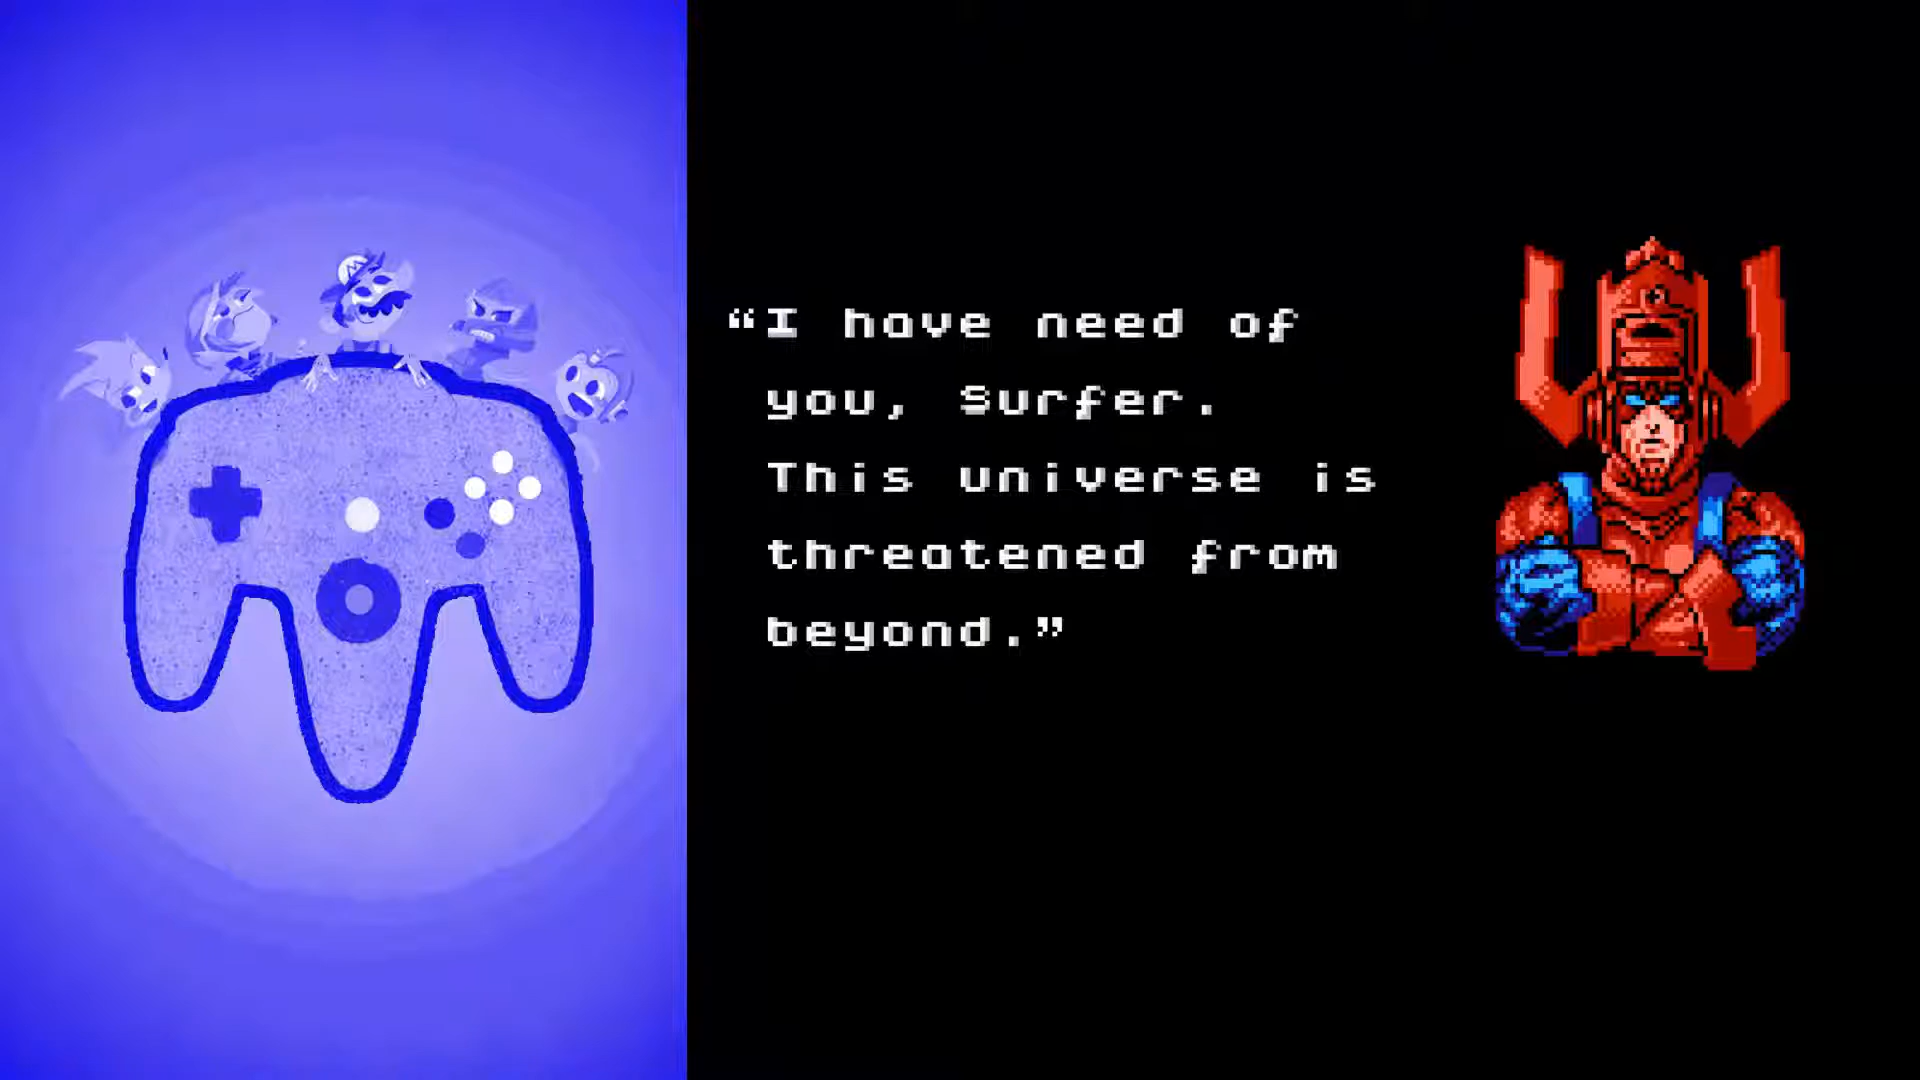 M
“I have need of
you, Surfer.
This universe is
threatened from
beyond.”